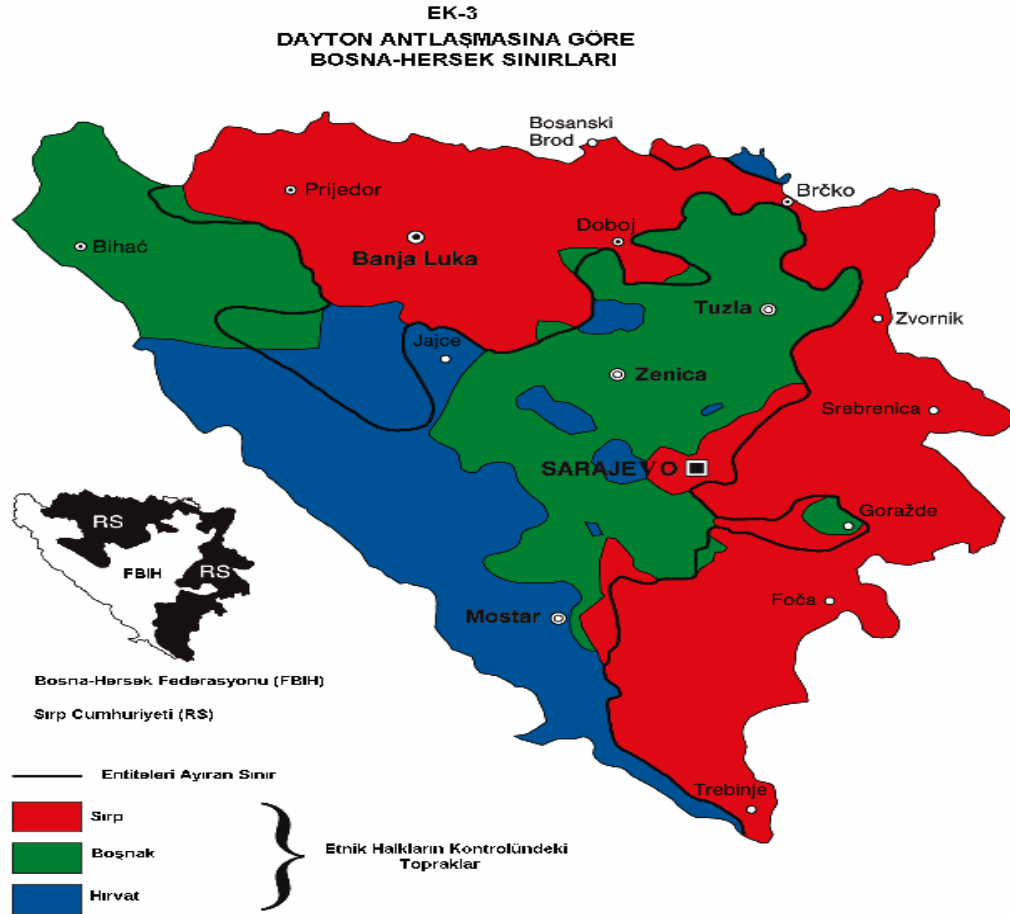 EK-3
DAYTON ANTLAŞMASINA GÖRE
BOSNA-HERSEK SINIRLARI
Bosanski
Brod
Prijedor
Brčko
Doboj
Bihać
Banja Luka
Tuzla
Zvornik
Jajce
Zenica
Srebrenica
SARAJEVO
Goražde
RS
FBIH
RS
Foča
Mostar
Bosna-Hersek Federasyonu (FBIH)
Sırp Cumhuriyeti (RS)
Trebinje
Entiteleri Ayıran Sınır
Sırp
Boşnak
Hırvat
Etnik Halkların Kontrolündeki
Topraklar